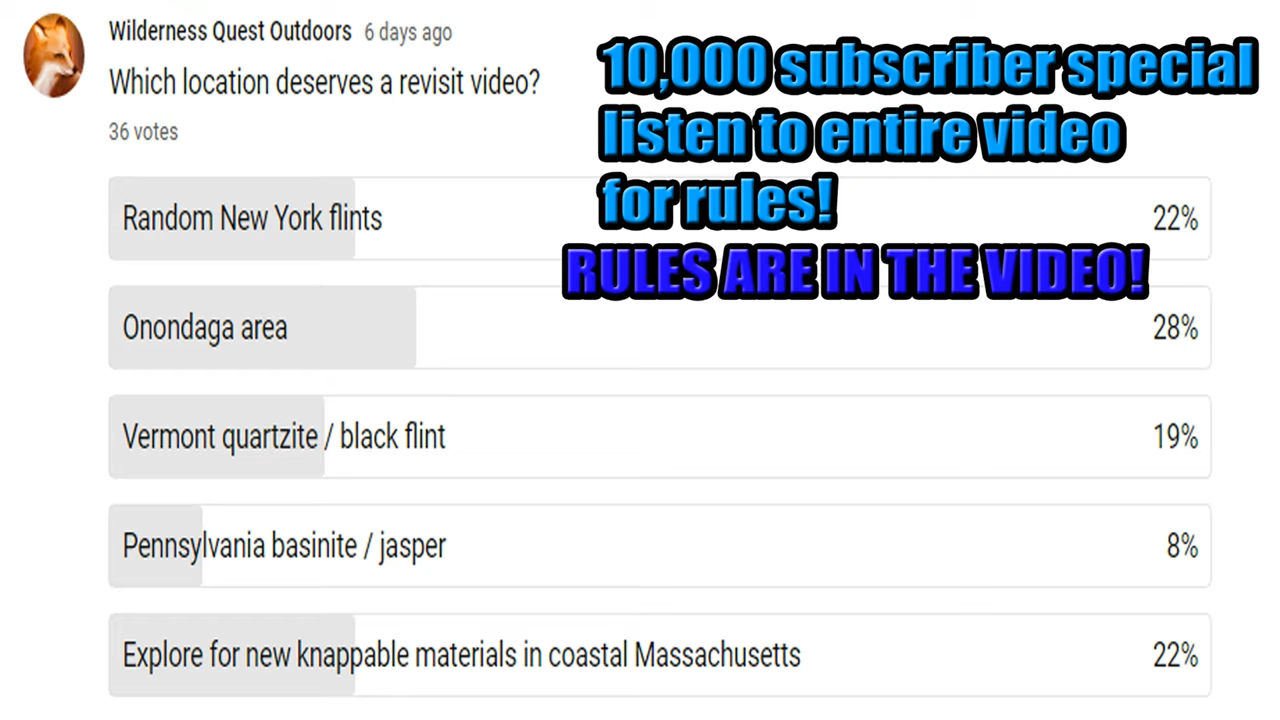 Wilderness Quest Outdoors 6 days ago
Which location deserves a revisit video?
36 votes
10,000 subscriber special
listen to entire video
for rules!
RULES ARE IN THE VIDEO!
Random New York flints 22%
Onondaga area 28%
Vermont quartzite / black flint 19%
Pennsylvania basinite / jasper 8%
Explore for new knappable materials in coastal Massachusetts 22%